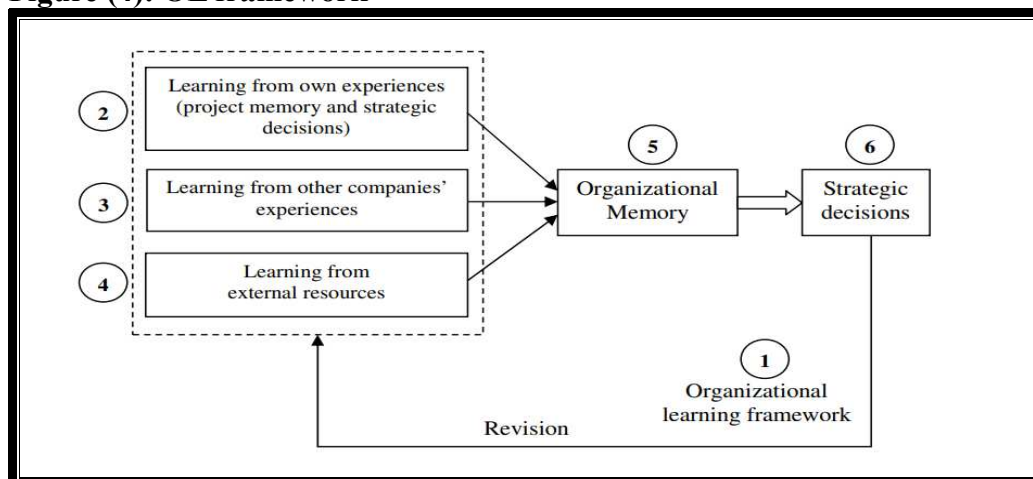 Figure (4): OL framework
2
Learning from own experiences
(project memory and strategic
decisions)
3
Learning from other companies'
experiences
4
Learning from
external resources
5
Organizational
Memory
6
Strategic
decisions
1
Organizational
learning framework
Revision